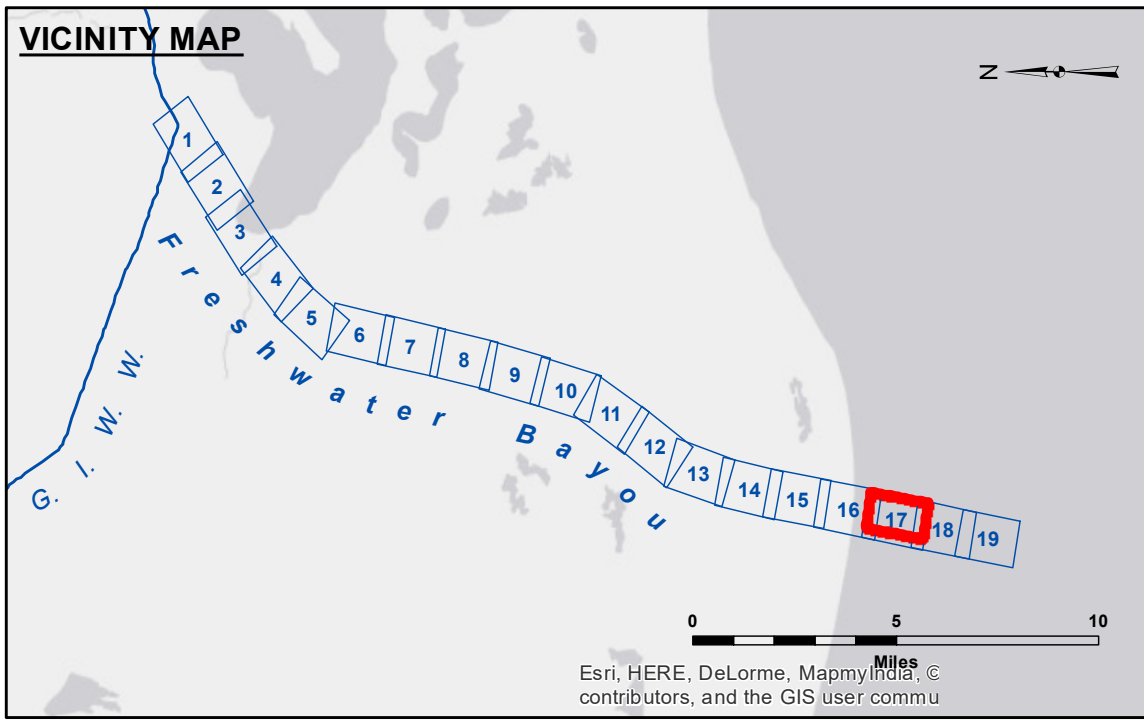 VICINITY MAP
N
1
2
3
4
5
6
7
8
9
10
11
12
13
14
15
16
17
18
19
Freshwater Bayou
G. I. W. W.
0 5 10
Miles
Esri, HERE, DeLorme, MapmyIndia, ©
contributors, and the GIS user commu